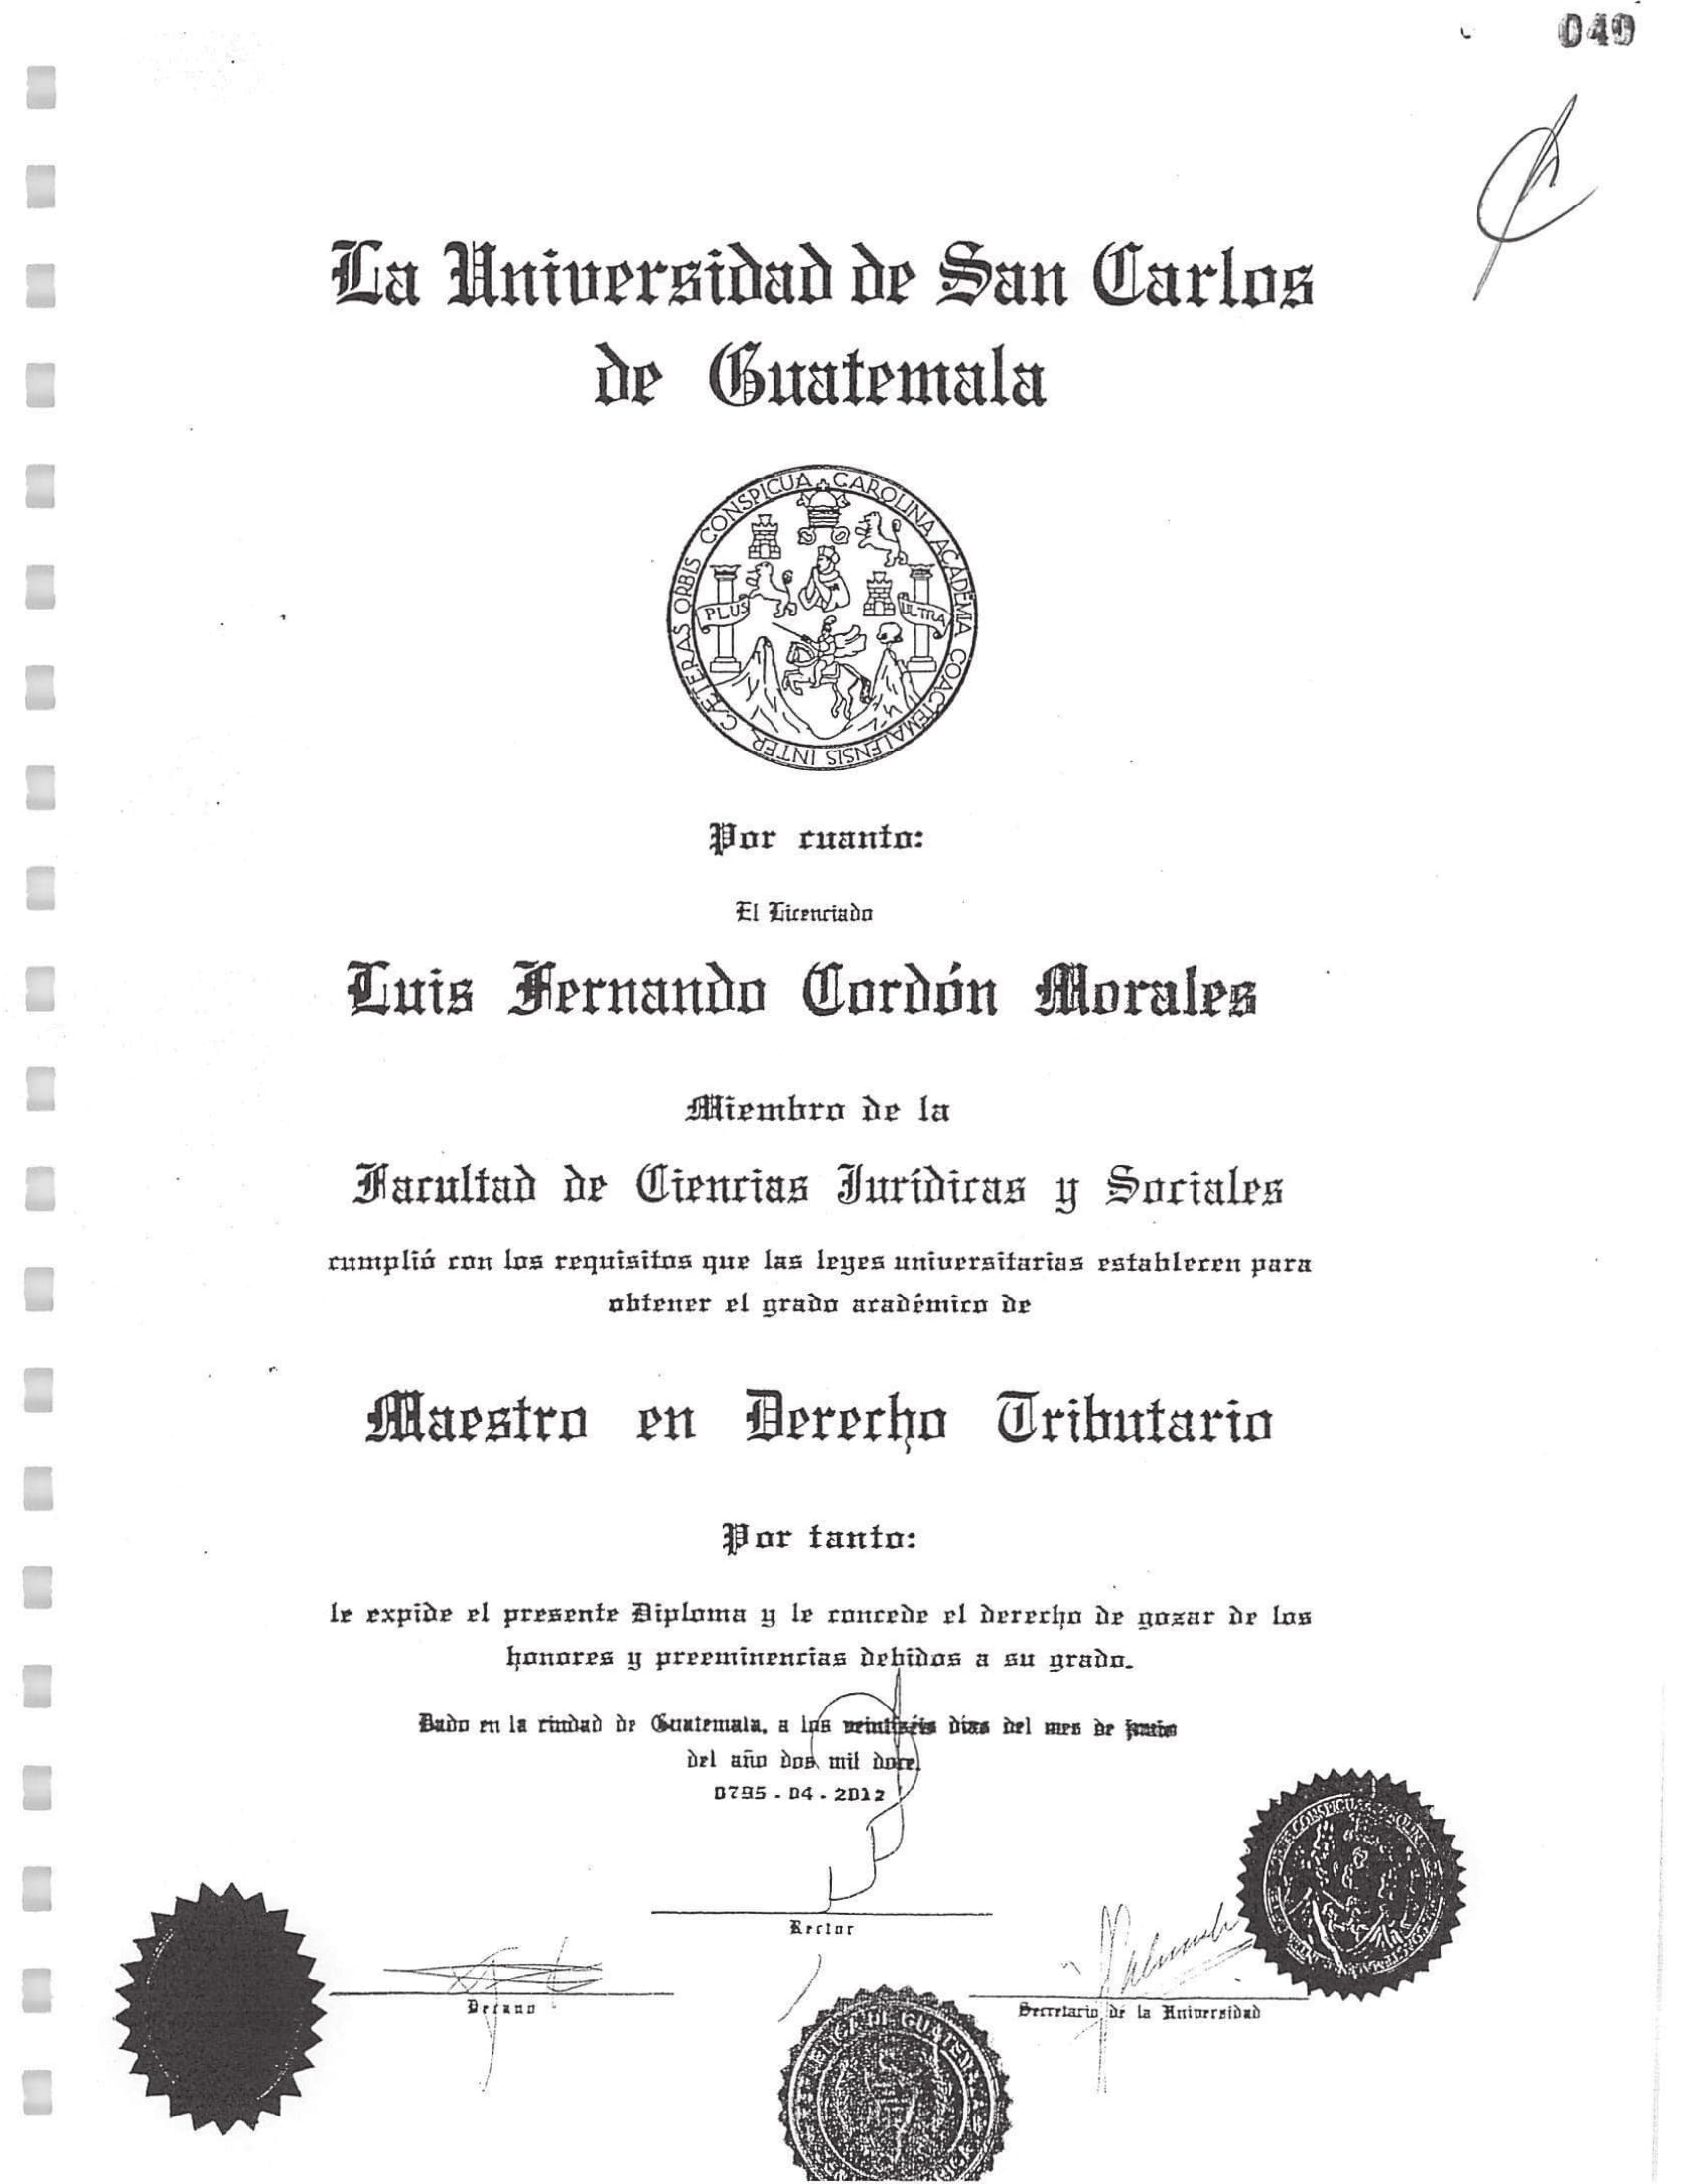 040
La Universidad de San Carlos
de Guatemala
CAROLINA ACADEMIA COACTEMALENSIS INTER CÆTERAS ORBIS CONSPICUA
PLUS ULTRA
Por cuanto:
El Licenciado
Luis Fernando Cordón Morales
Miembro de la
Facultad de Ciencias Jurídicas y Sociales
cumplió con los requisitos que las leyes universitarias establecen para
obtener el grado académico de
Maestro en Derecho Tributario
Por tanto:
le expide el presente Diploma y le concede el derecho de gozar de los
honores y preeminencias debidos a su grado.
Dado en la ciudad de Guatemala, a los veintiséis días del mes de
del año dos mil doce.
0795 - 04 - 2012
Rector
Decano
Secretario de la Universidad